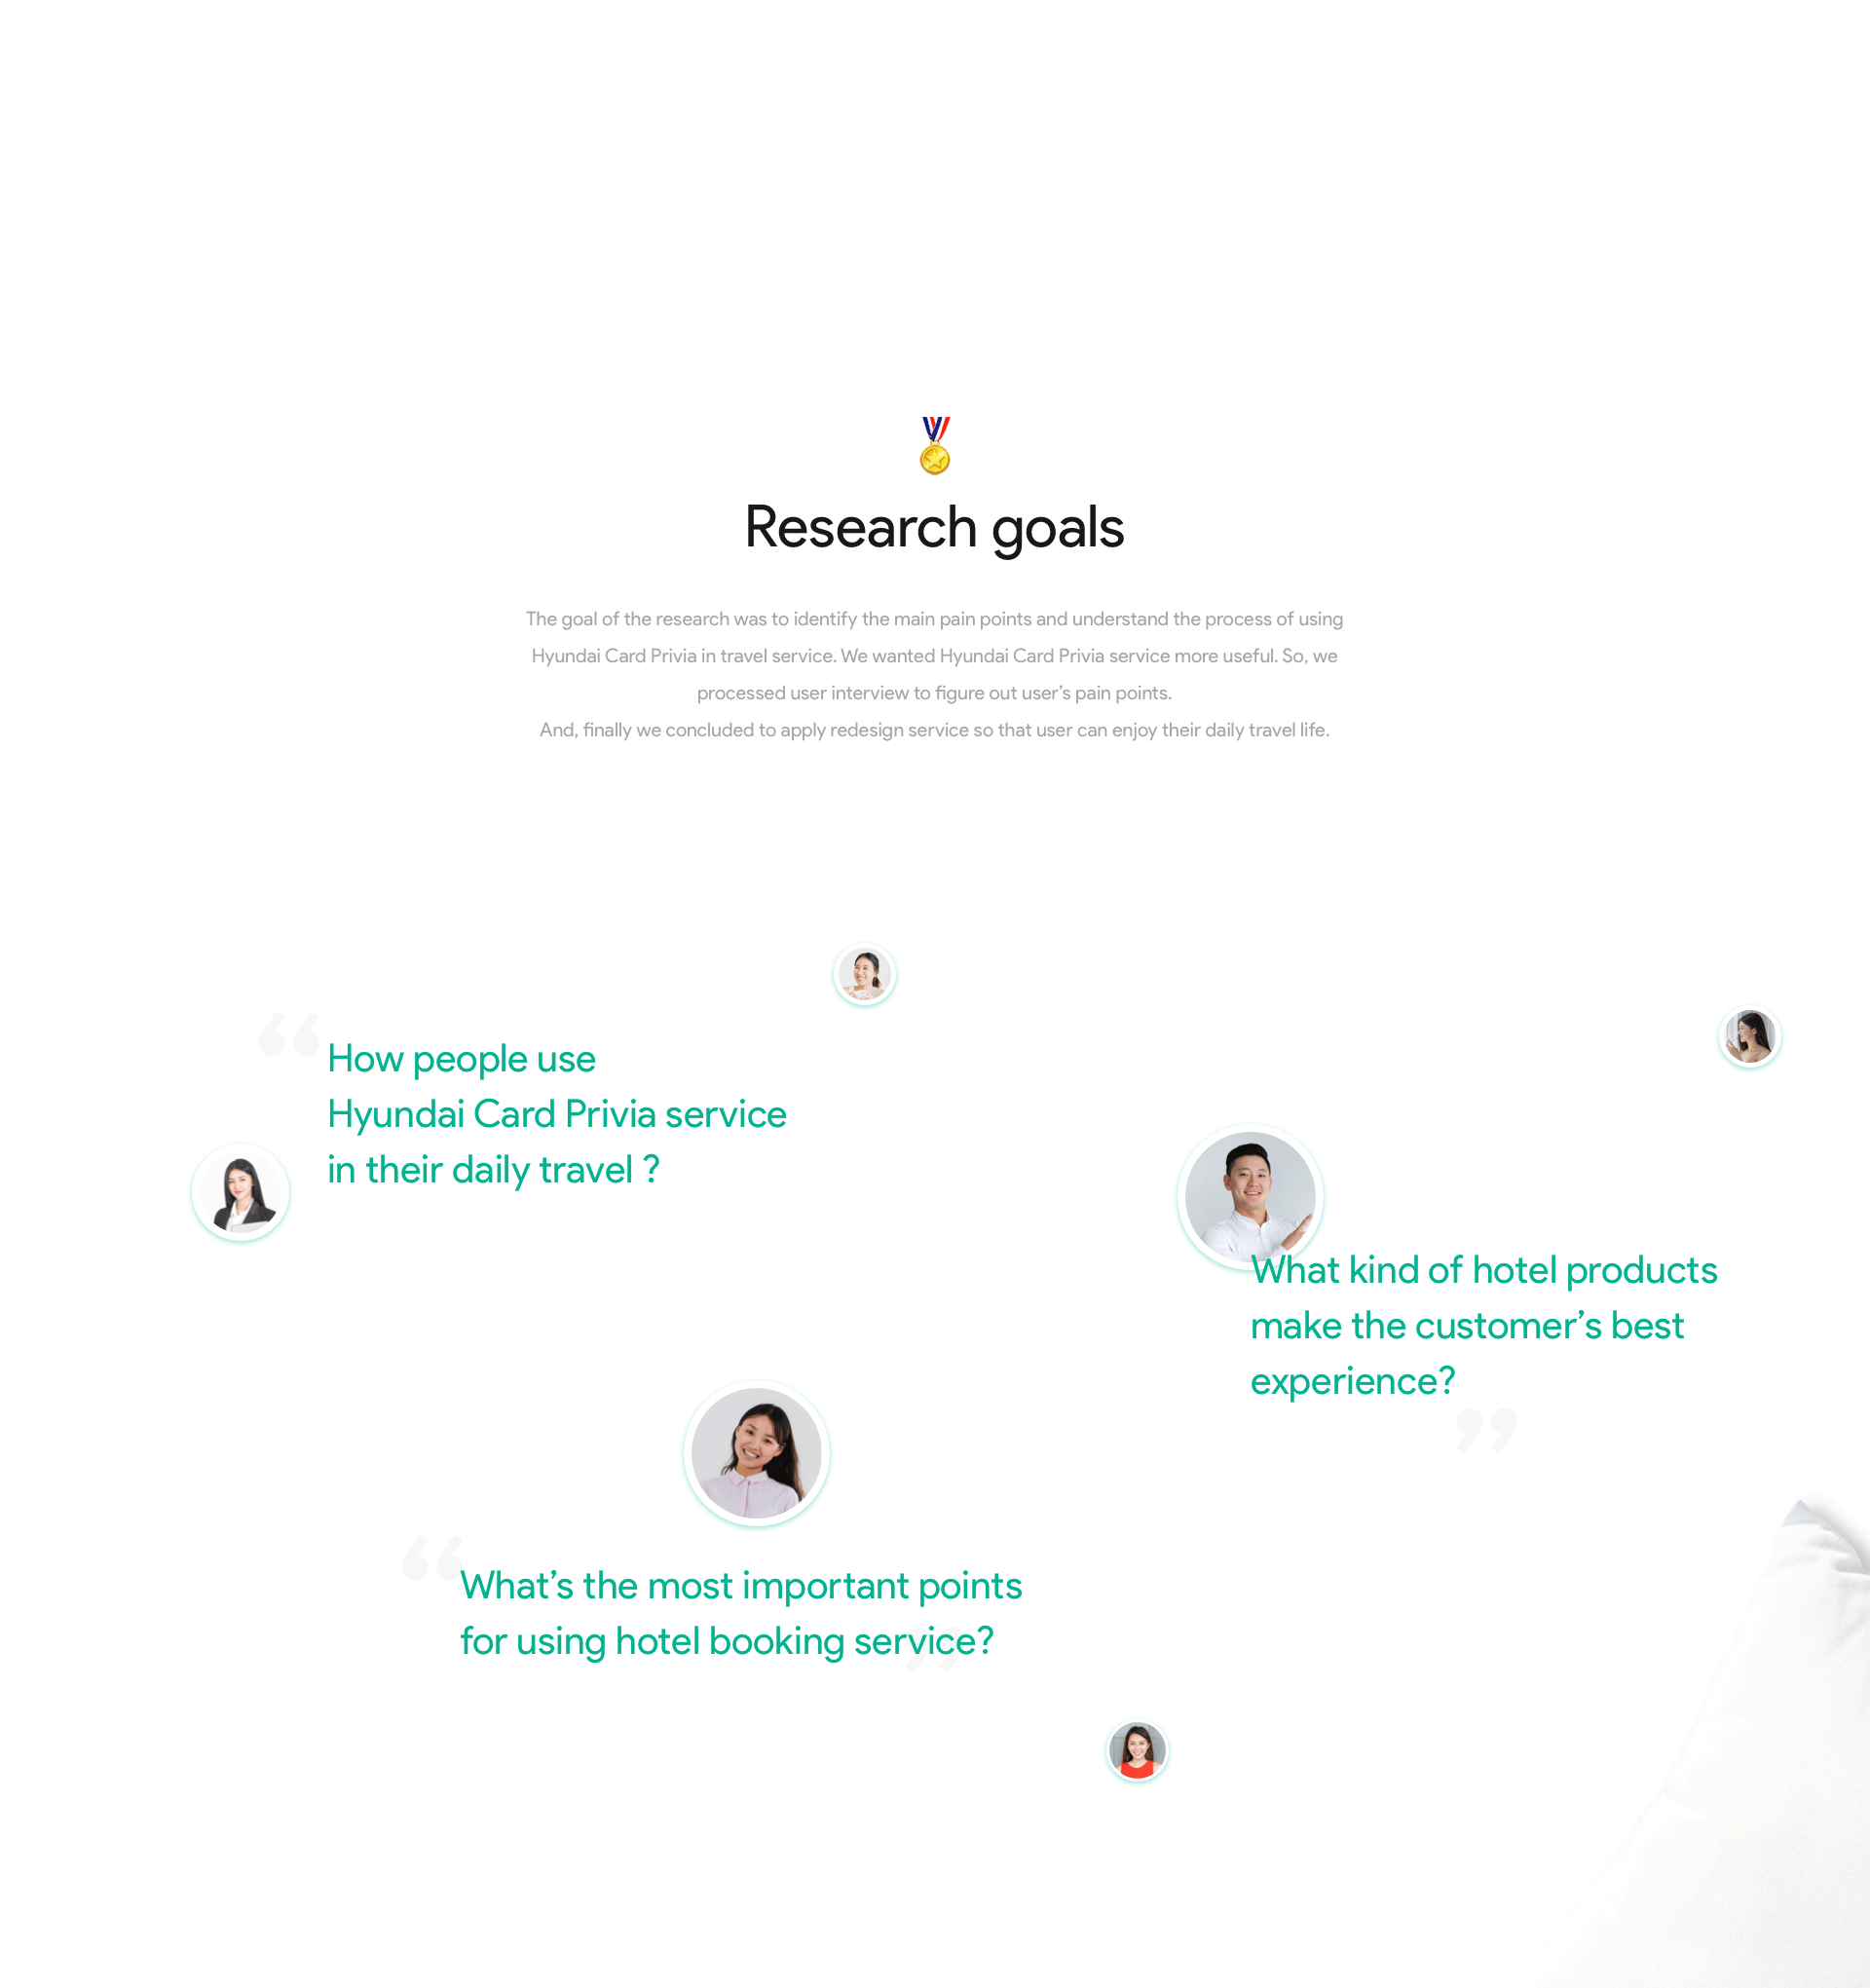 Research goals
The goal of the research was to identify the main pain points and understand the process of using
Hyundai Card Privia in travel service. We wanted Hyundai Card Privia service more useful. So, we
processed user interview to figure out user’s pain points.
And, finally we concluded to apply redesign service so that user can enjoy their daily travel life.
“
How people use
Hyundai Card Privia service
in their daily travel ?
What kind of hotel products
make the customer’s best
experience?
”
“
What’s the most important points
for using hotel booking service?
”